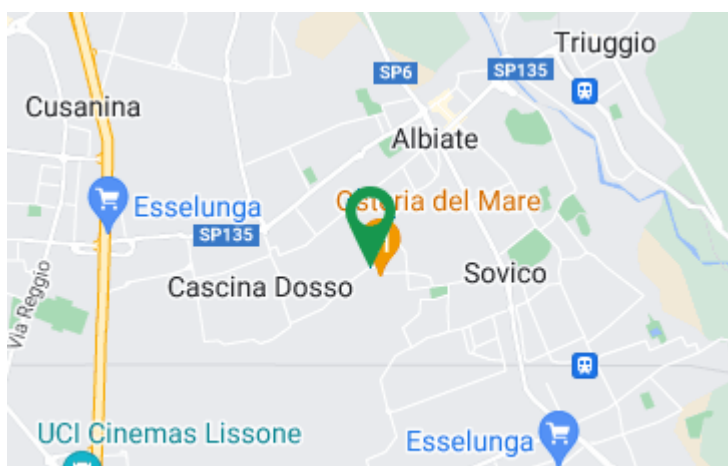 Triuggio
SP6
SP135
Cusanina
Albiate
Esselunga
Osteria del Mare
SP135
Cascina Dosso
Sovico
Via Reggio
UCI Cinemas Lissone
Esselunga